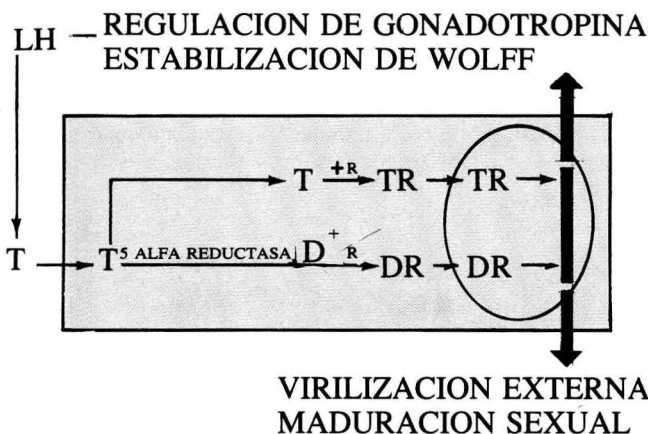 REGULACION DE GONADOTROPINA
LH — ESTABILIZACION DE WOLFF
T +R TR TR
T T 5 ALFA REDUCTASA D + R DR DR
VIRILIZACION EXTERNA
MADURACION SEXUAL